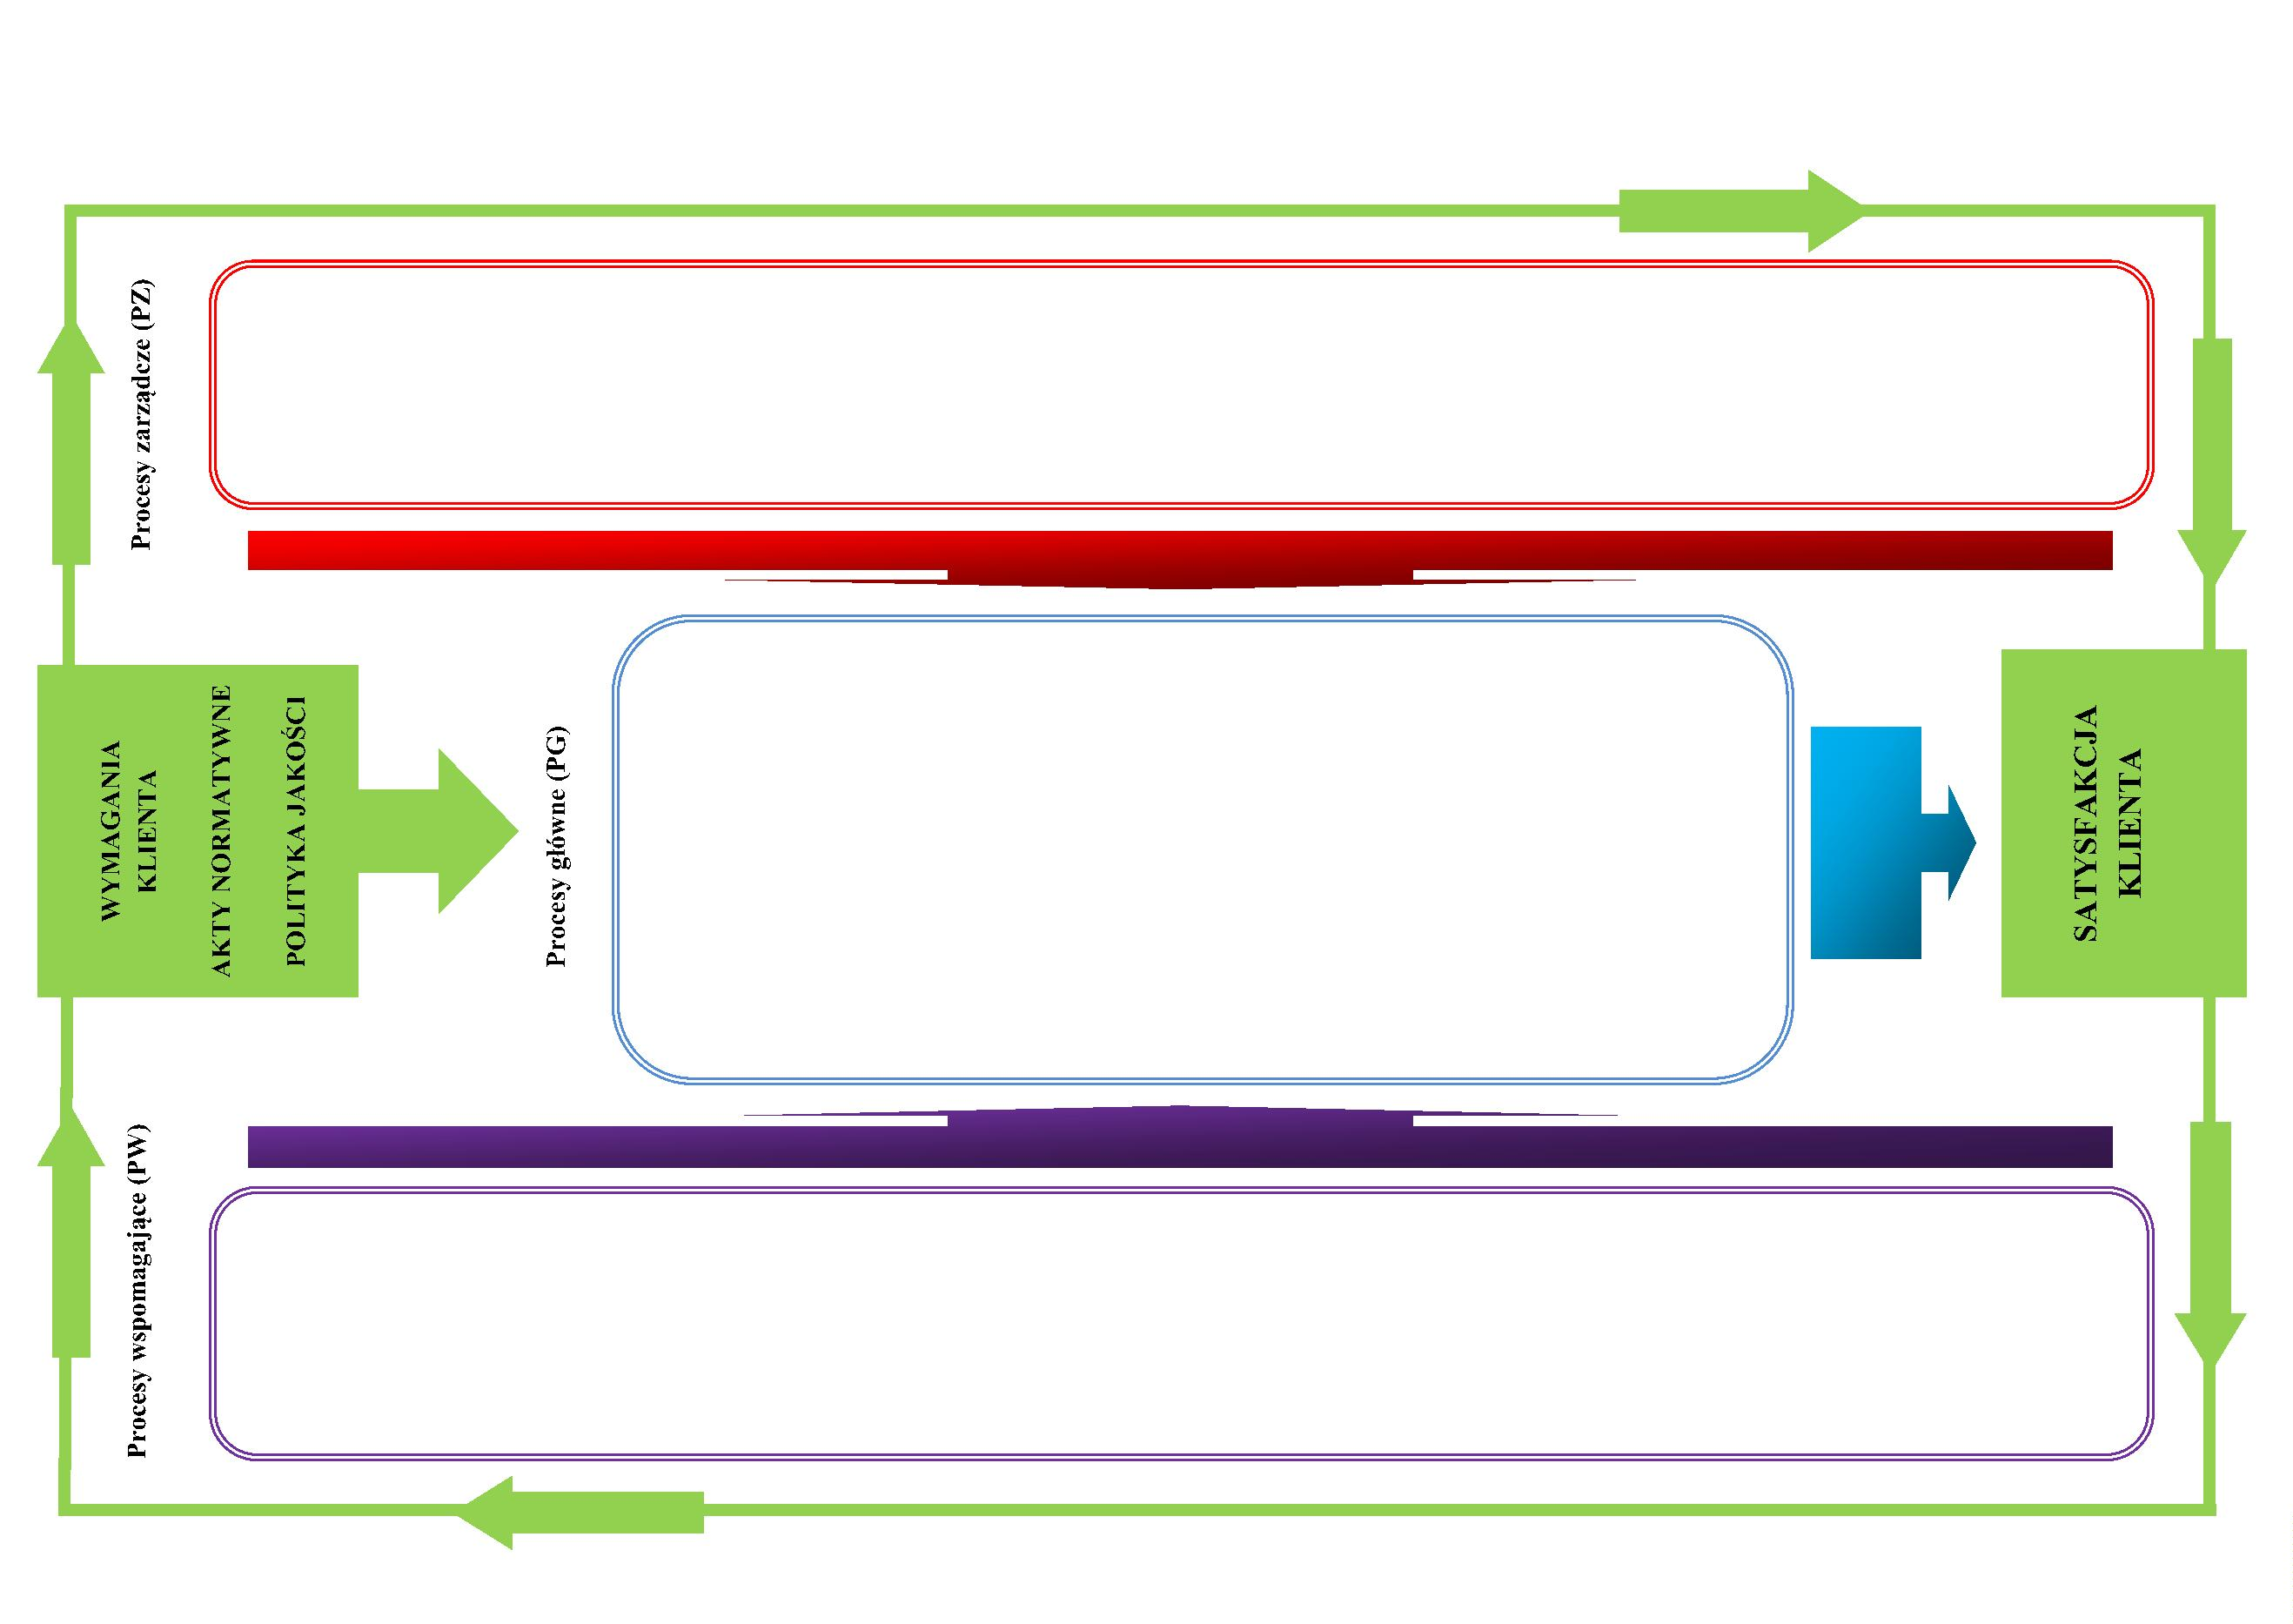 Procesy zarządcze (PZ)
WYMAGANIA
KLIENTA
AKTY NORMATYWNE
POLITYKA JAKOŚCI
Procesy główne (PG)
SATYSFAKCJA
KLIENTA
Procesy wspomagające (PW)